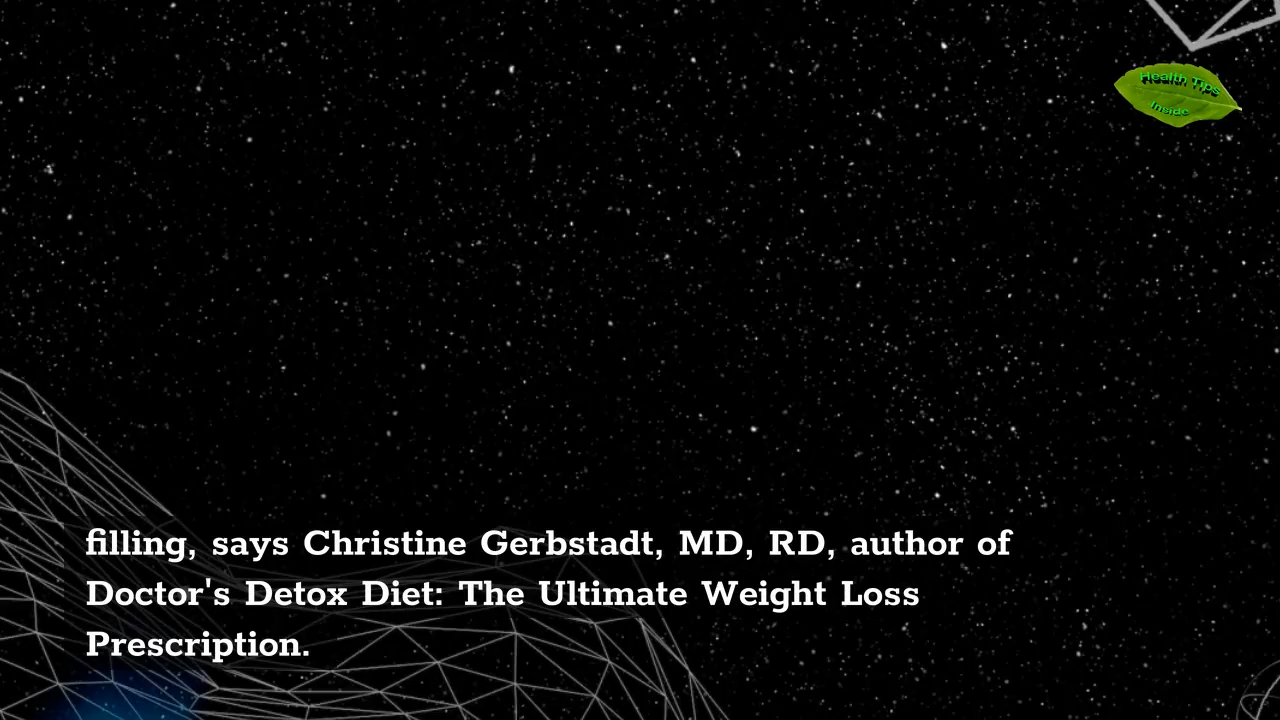 Health Tips
Inside
filling, says Christine Gerbstadt, MD, RD, author of
Doctor's Detox Diet: The Ultimate Weight Loss
Prescription.